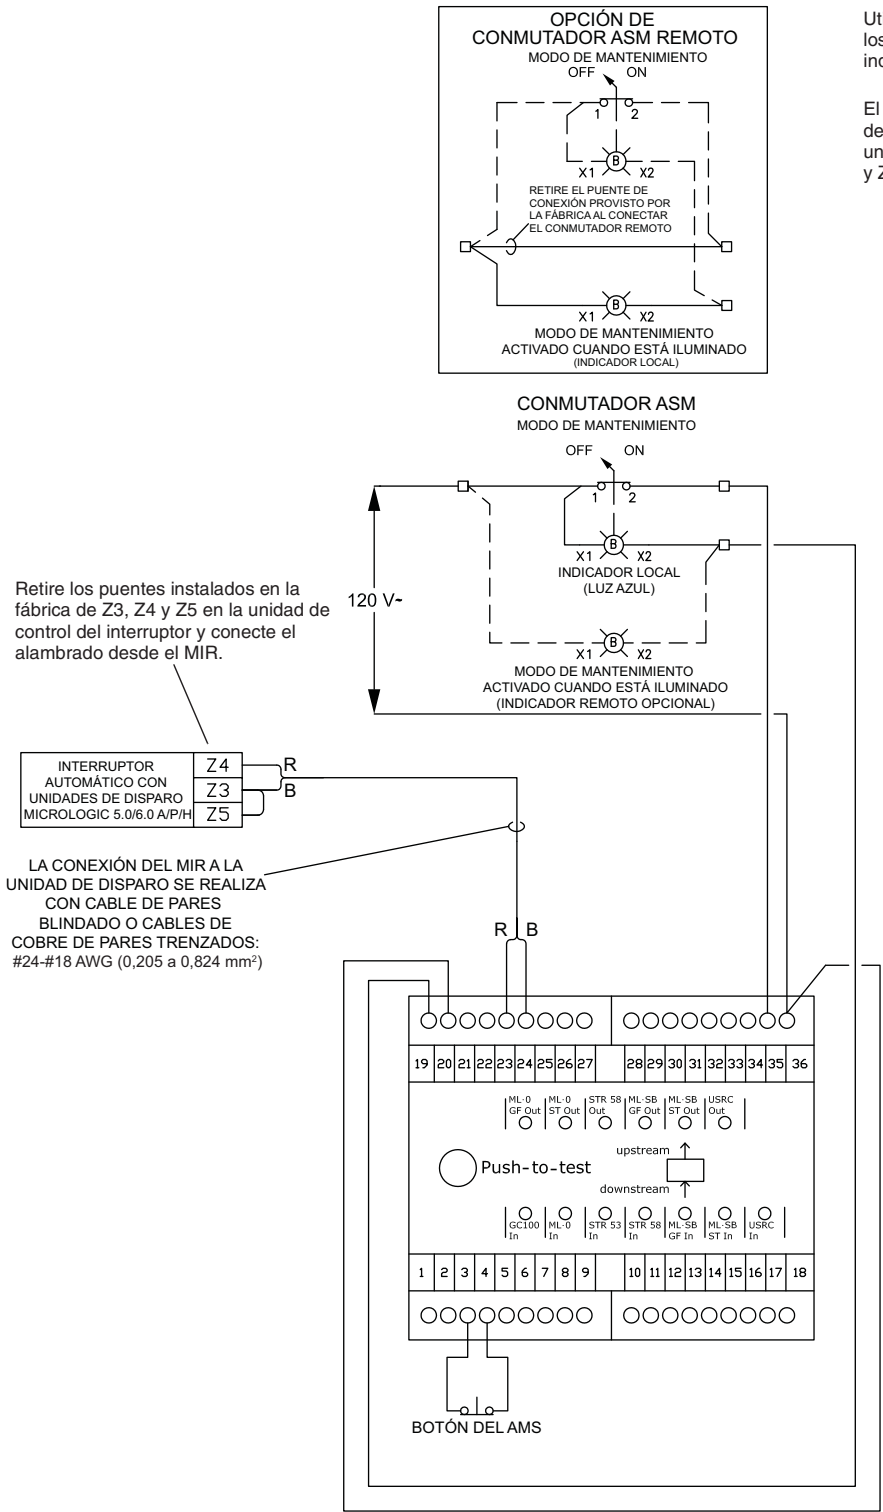 OPCIÓN DE
CONMUTADOR ASM REMOTO
MODO DE MANTENIMIENTO
OFF ON
1 2
B
X1 X2
RETIRE EL PUENTE DE
CONEXIÓN PROVISTO POR
LA FÁBRICA AL CONECTAR
EL CONMUTADOR REMOTO
B
X1 X2
MODO DE MANTENIMIENTO
ACTIVADO CUANDO ESTÁ ILUMINADO
(INDICADOR LOCAL)
El
de
un
y
CONMUTADOR ASM
MODO DE MANTENIMIENTO
OFF ON
1 2
B
X1 X2
INDICADOR LOCAL
(LUZ AZUL)
120 V~
B
X1 X2
MODO DE MANTENIMIENTO
ACTIVADO CUANDO ESTÁ ILUMINADO
(INDICADOR REMOTO OPCIONAL)
Retire los puentes instalados en la
fábrica de Z3, Z4 y Z5 en la unidad de
control del interruptor y conecte el
alambrado desde el MIR.
INTERRUPTOR
AUTOMÁTICO CON
UNIDADES DE DISPARO
MICROLOGIC 5.0/6.0 A/P/H
Z4
Z3
Z5
R
B
LA CONEXIÓN DEL MIR A LA
UNIDAD DE DISPARO SE REALIZA
CON CABLE DE PARES
BLINDADO O CABLES DE
COBRE DE PARES TRENZADOS:
#24-#18 AWG (0,205 a 0,824 mm²)
R B
19 20 21 22 23 24 25 26 27 28 29 30 31 32 33 34 35 36
ML-0 GF Out
ML-0 ST Out
STR 58 Out
ML-SB GF Out
ML-SB ST Out
USRC Out
Push-to-test
upstream
downstream
GC100 In
ML-0 In
STR 53 In
STR 58 In
ML-SB GF In
ML-SB ST In
USRC In
1 2 3 4 5 6 7 8 9 10 11 12 13 14 15 16 17 18
BOTÓN DEL AMS